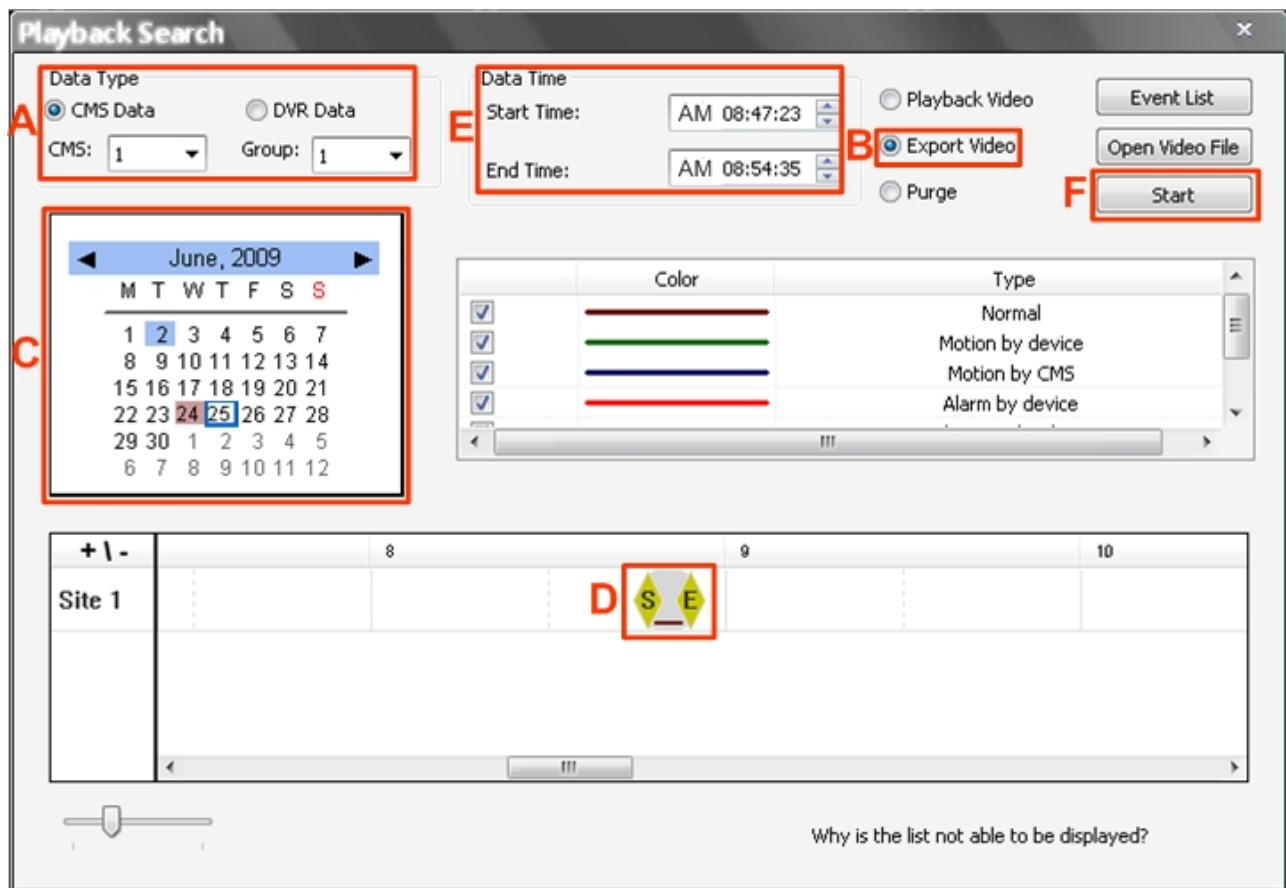 Playback Search
Data Type
A
CMS Data DVR Data
CMS: 1 Group: 1
Data Time
E
Start Time: AM 08:47:23
End Time: AM 08:54:35
Playback Video
B
Export Video
Purge
Event List
Open Video File
F
Start
C
June, 2009
M T W T F S S
1 2 3 4 5 6 7
8 9 10 11 12 13 14
15 16 17 18 19 20 21
22 23 24 25 26 27 28
29 30 1 2 3 4 5
6 7 8 9 10 11 12
Color Type
Normal
Motion by device
Motion by CMS
Alarm by device
+ \ - 8 9 10
Site 1 D S E
Why is the list not able to be displayed?